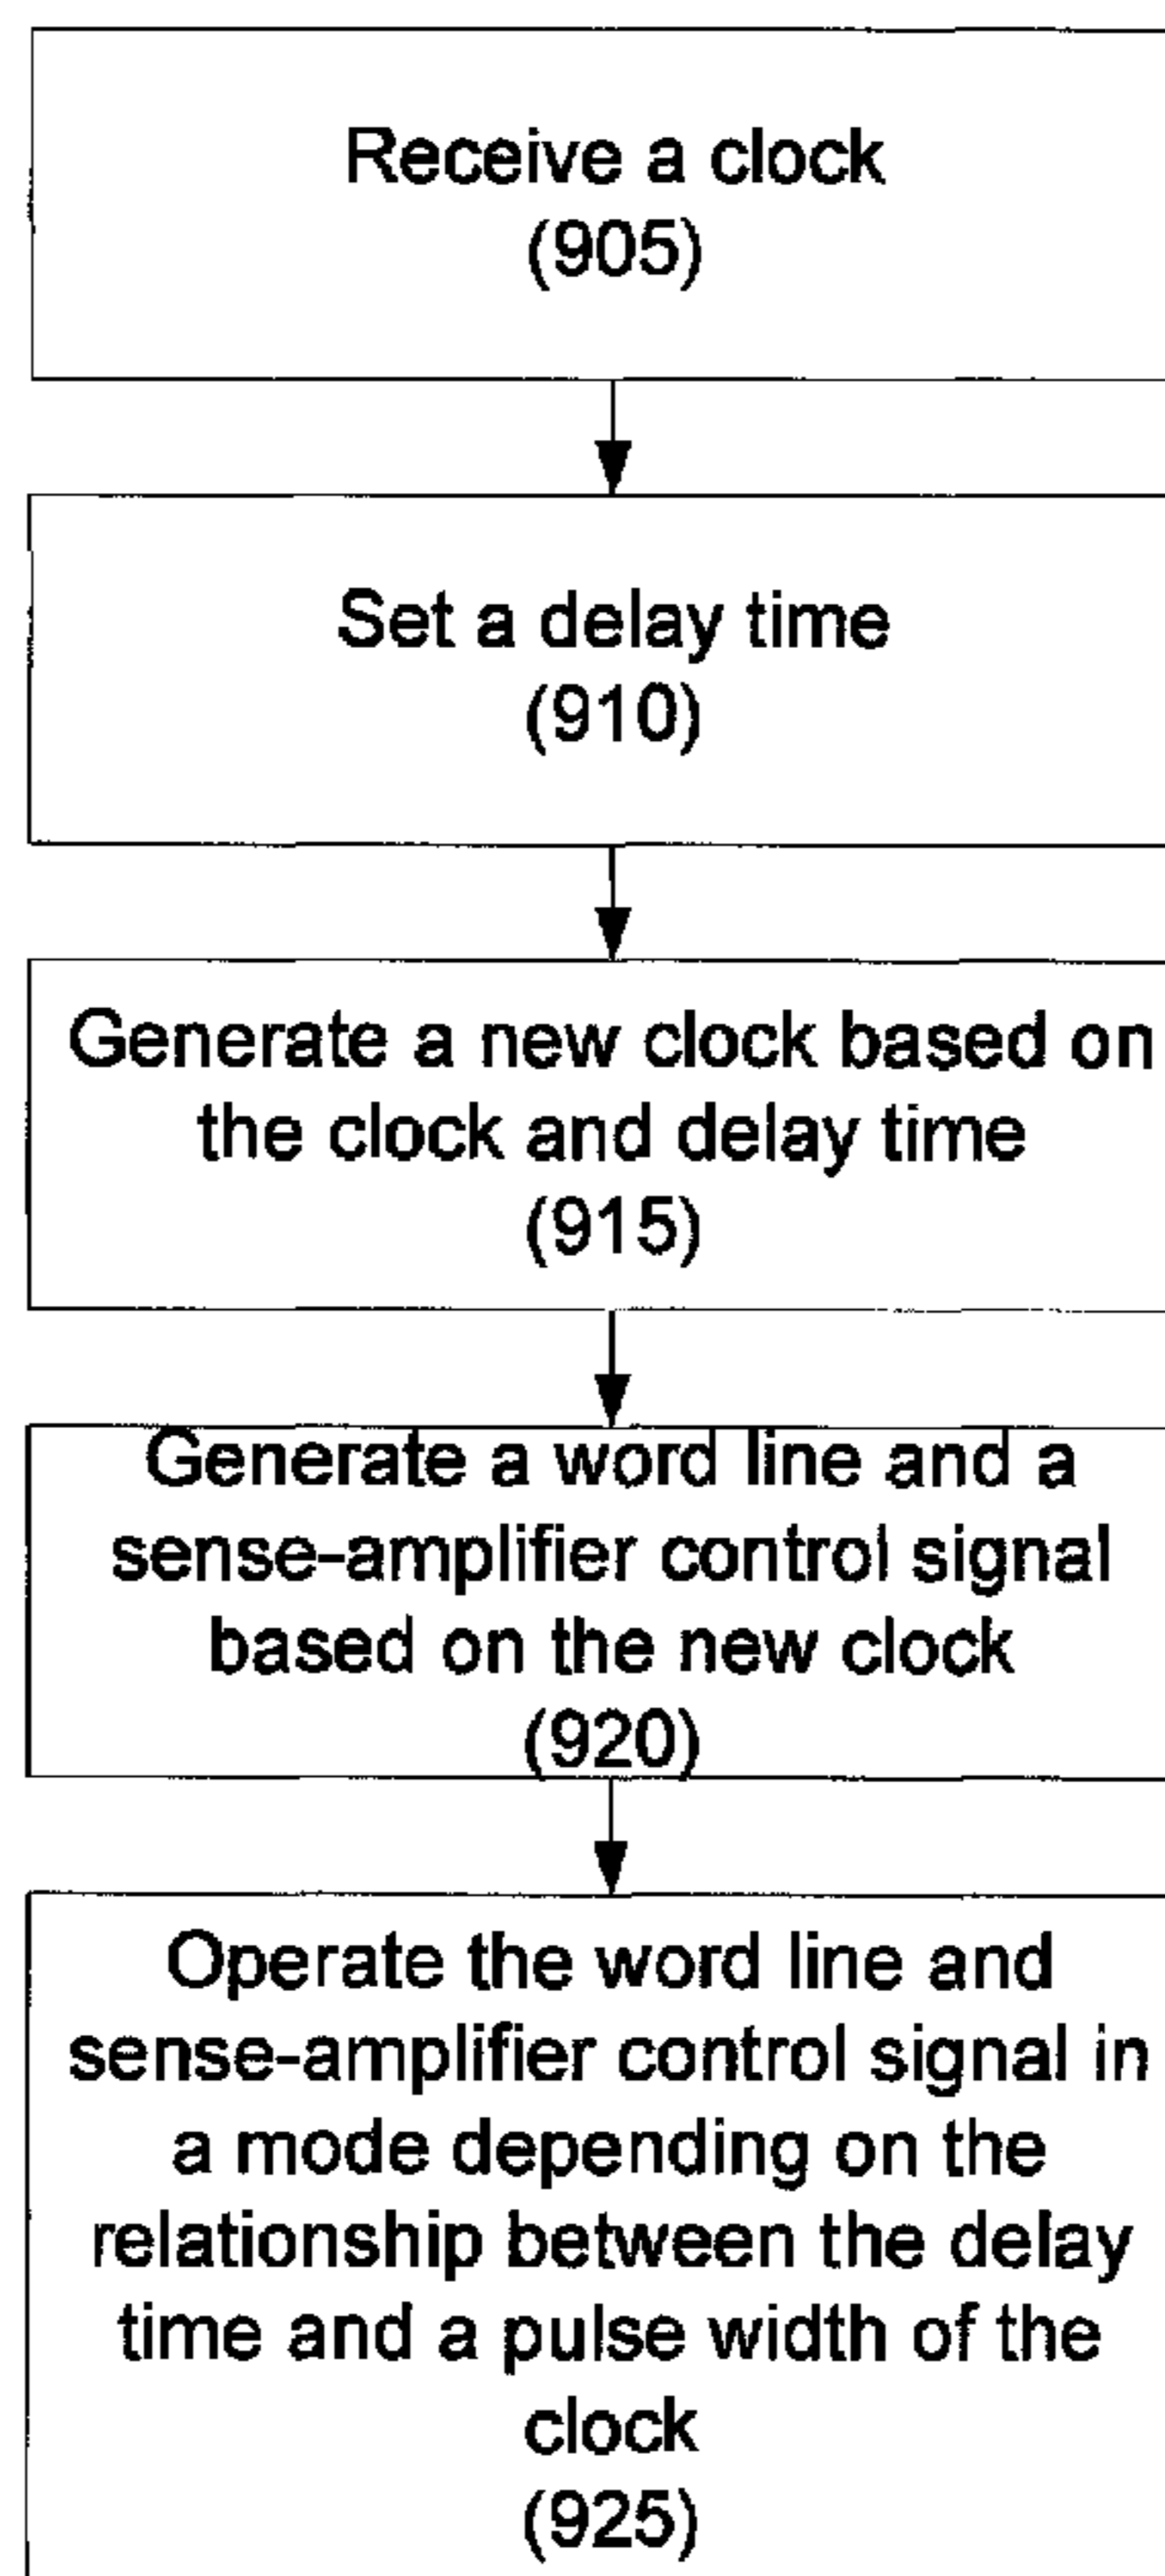 Receive a clock
(905)
Set a delay time
(910)
Generate a new clock based on
the clock and delay time
(915)
Generate a word line and a
sense-amplifier control signal
based on the new clock
(920)
Operate the word line and
sense-amplifier control signal in
a mode depending on the
relationship between the delay
time and a pulse width of the
clock
(925)